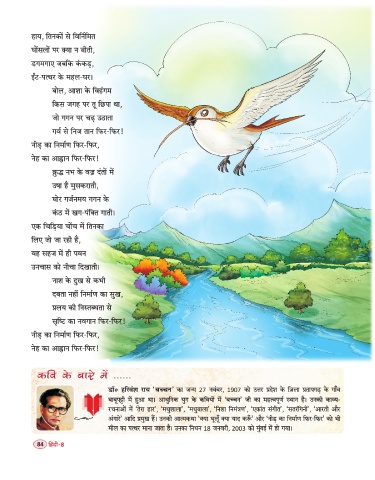 हाय, तिनकों से विनिर्मित
घोंसलों पर क्या न बीती,
डगमगाए जबकि कंकड़,
ईंट-पत्थर के महल-घर।
बोल, आशा के विहंगम
किस जगह पर तू छिपा था,
जो गगन पर चढ़ उठाता
गर्व से निज तान फिर-फिर!
नीड़ का निर्माण फिर-फिर,
नेह का आह्वान फिर-फिर!
क्रुद्ध नभ के वज्र दंतों में
उषा है मुसकराती,
घोर गर्जनमय गगन के
कंठ में खग-पंक्ति गाती।
एक चिड़िया चोंच में तिनका
लिए जो जा रही है,
वह सहज में ही पवन
उनचास को नीचा दिखाती।
नाश के दुख से कभी
दबता नहीं निर्माण का सुख,
प्रलय की निस्तब्धता से
सृष्टि का नवगान फिर-फिर!
नीड़ का निर्माण फिर-फिर,
नेह का आह्वान फिर-फिर!
कवि के बारे में ......
डॉ॰ हरिवंश राय 'बच्चन' का जन्म 27 नवंबर, 1907 को उत्तर प्रदेश के जिला प्रतापगढ़ के गाँव
बाबूपट्टी में हुआ था। आधुनिक युग के कवियों में 'बच्चन' जी का महत्वपूर्ण स्थान है। उनकी काव्य-
रचनाओं में 'तेरा हार', 'मधुशाला', 'मधुबाला', 'निशा निमंत्रण', 'एकांत संगीत', 'सतरंगिनी', 'आरती और
अंगारे' आदि प्रमुख हैं। उनकी आत्मकथा 'क्या भूलूँ क्या याद करूँ' और 'नीड़ का निर्माण फिर-फिर' को भी
मील का पत्थर माना जाता है। उनका निधन 18 जनवरी, 2003 को मुंबई में हो गया।
84 हिंदी-8